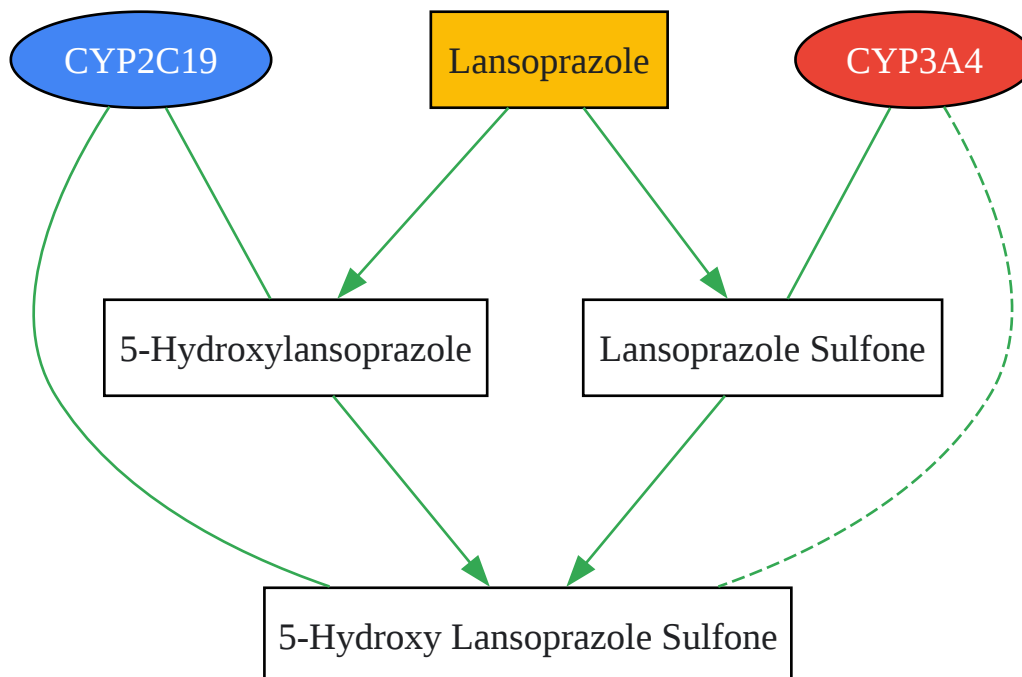 CYP2C19
Lansoprazole
CYP3A4
5-Hydroxylansoprazole
Lansoprazole Sulfone
5-Hydroxy Lansoprazole Sulfone